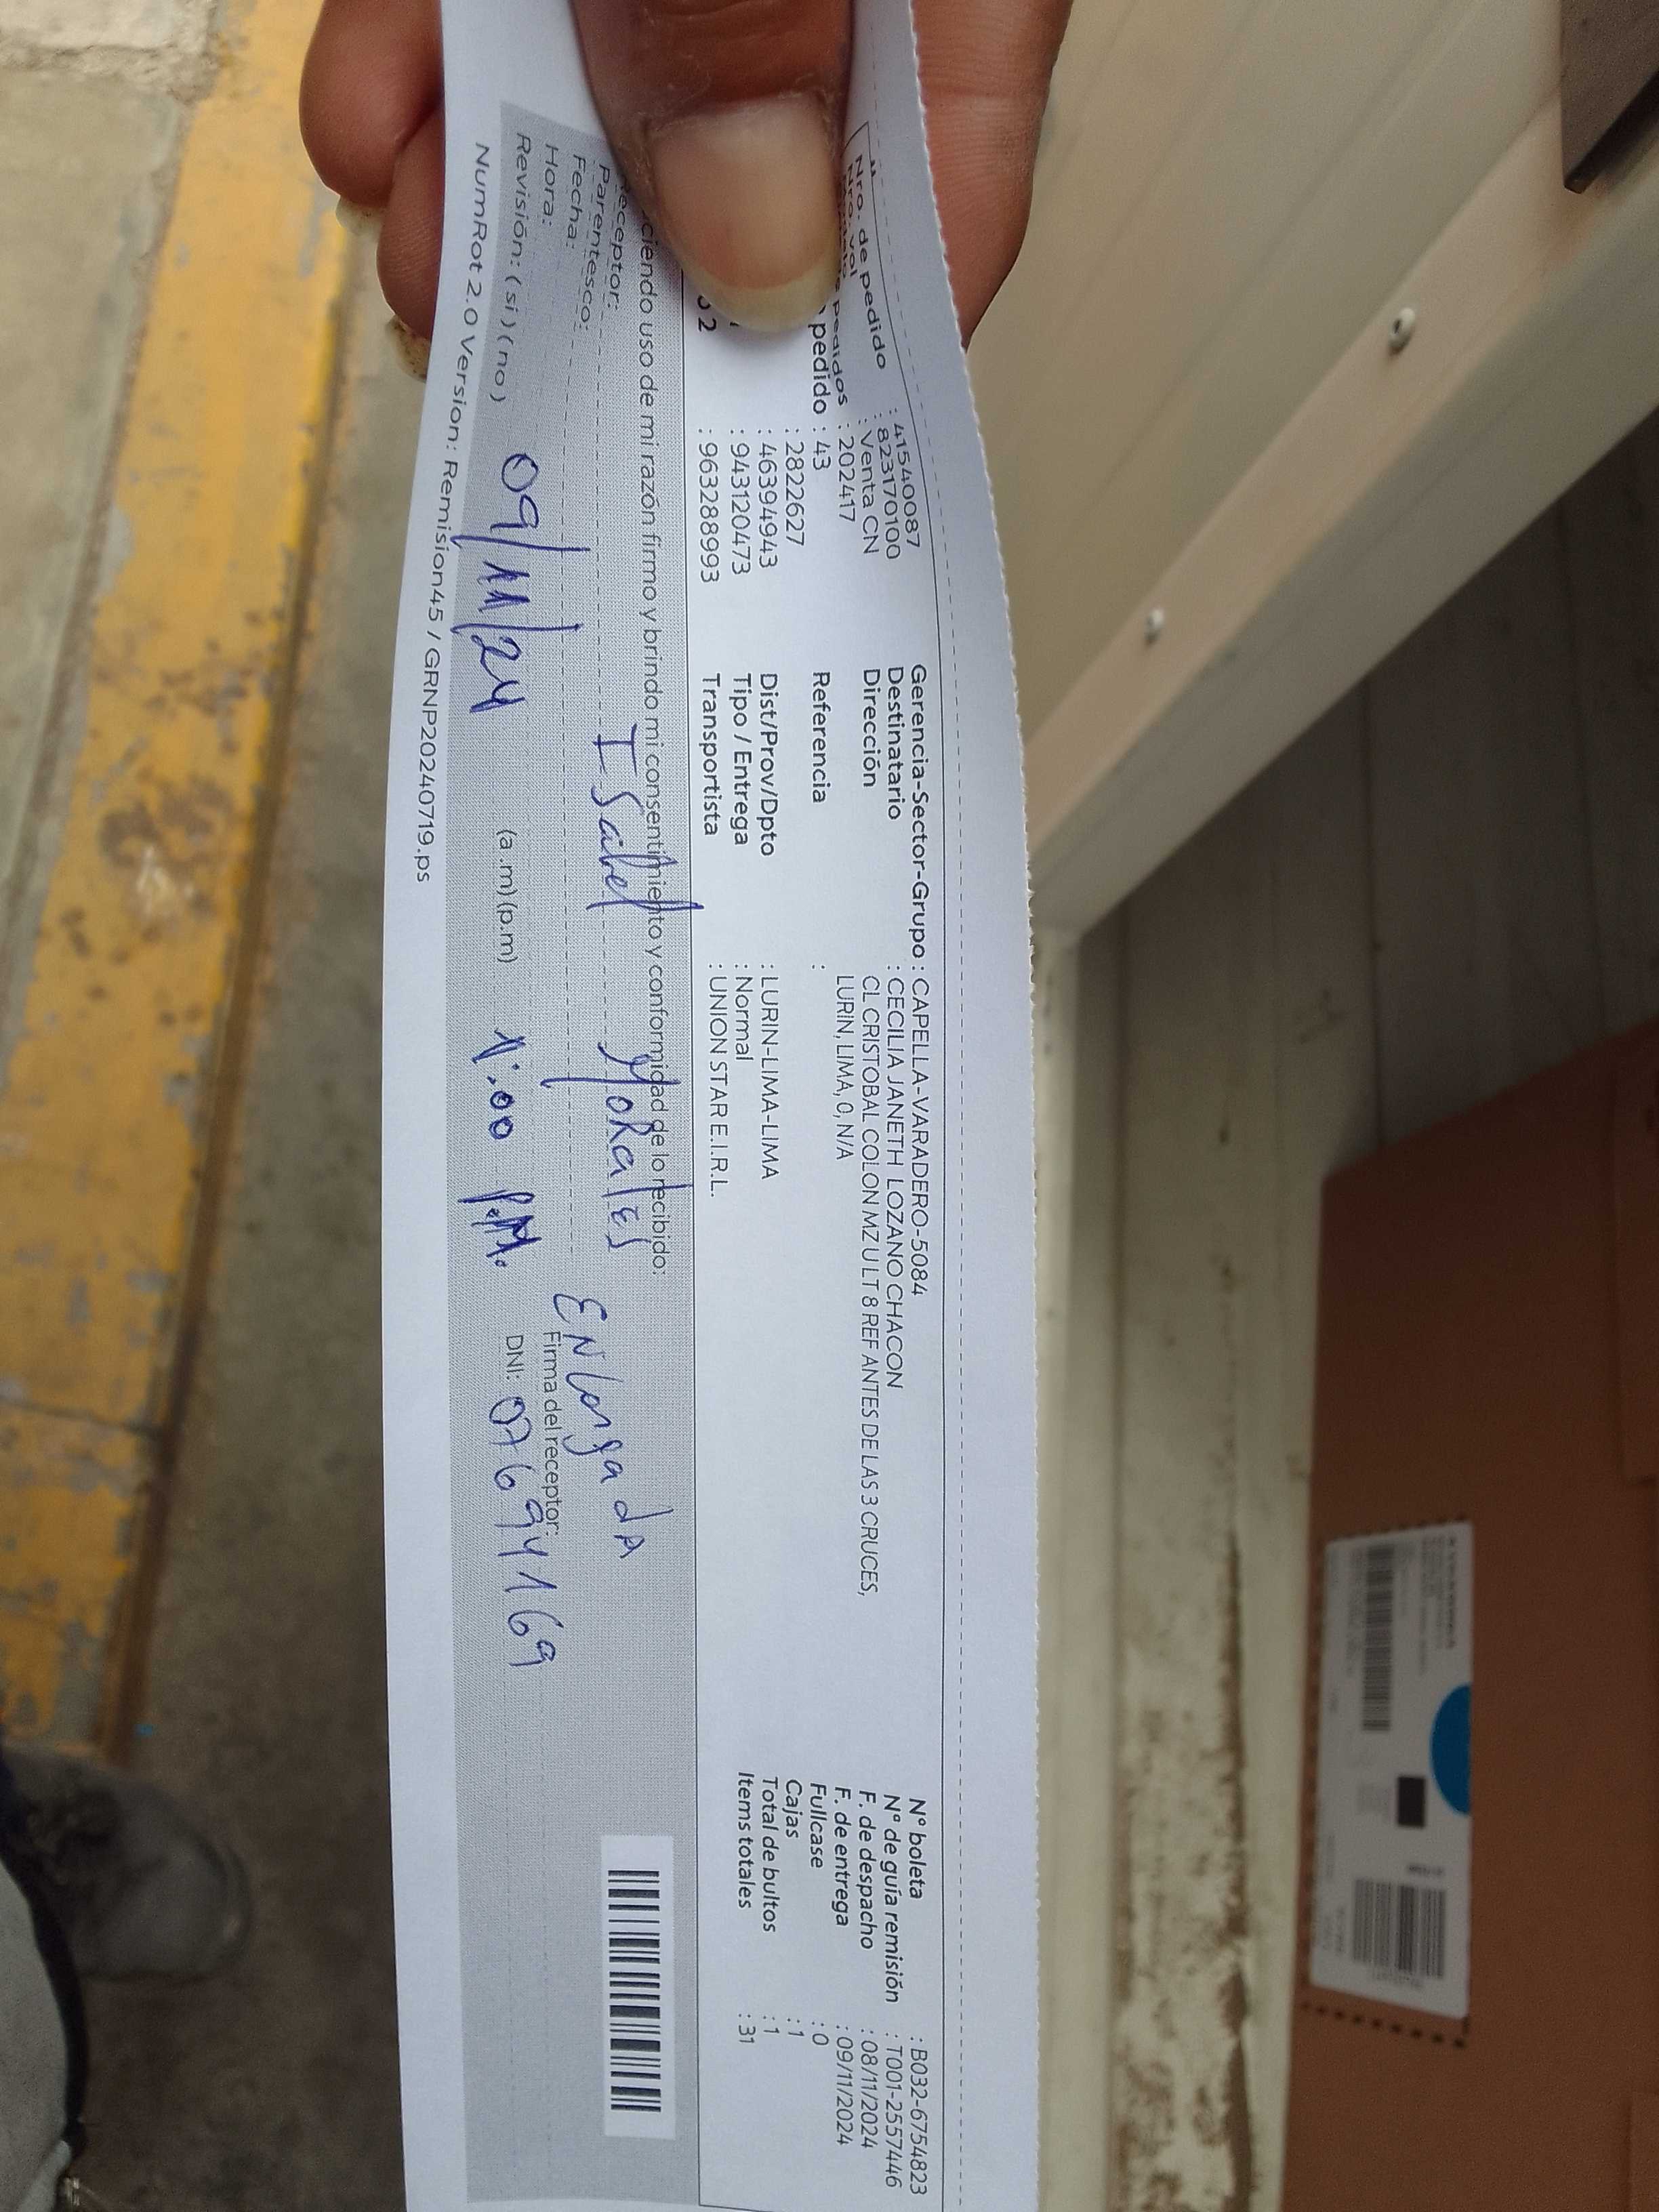 Nro. de pedido : 41540087
: 823170100
: Venta CN
pedidos : 202417
pedido : 43
: 2822627
: 46394943
: 943120473
: 963288993
Gerencia-Sector-Grupo : CAPELLA-VARADERO-5084
Destinatario : CECILIA JANETH LOZANO CHACON
Dirección CL CRISTOBAL COLON MZ U LT 8 REF ANTES DE LAS 3 CRUCES,
LURIN, LIMA, 0, N/A
Referencia :
Dist/Prov/Dpto : LURIN-LIMA-LIMA
Tipo / Entrega : Normal
Transportista : UNION STAR E.I.R.L.
N° boleta : B032-6754823
N° de guía remisión : T001-2557446
F. de despacho : 08/11/2024
F. de entrega : 09/11/2024
Fullcase : 0
Cajas : 1
Total de bultos : 1
Items totales : 31
ciendo uso de mi razón firmo y brindo mi consentimiento y conformidad de lo recibido:
Receptor: Isabel Morales
Parentesco: Enlargada
Fecha: 09/11/24
Hora: (a.m) (p.m) 1:00 P.M.
Firma del receptor:
Revisión: ( si ) ( no )
DNI: 07694169
NumRot 2.0 Version: Remision45 / GRNP20240719.ps